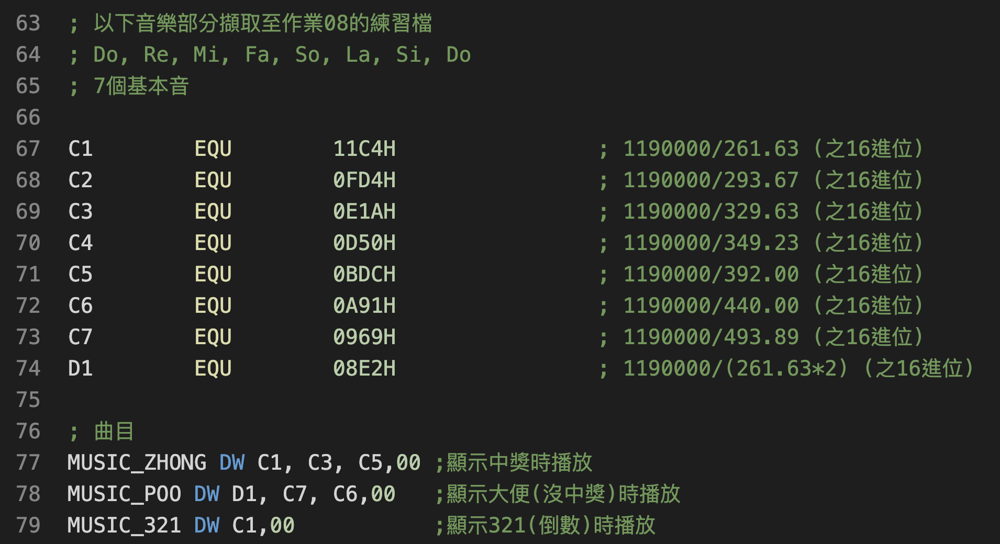 63 ; 以下音樂部分擷取至作業08的練習檔
64 ; Do, Re, Mi, Fa, So, La, Si, Do
65 ; 7個基本音
66
67 C1 EQU 11C4H ; 1190000/261.63 (之16進位)
68 C2 EQU 0FD4H ; 1190000/293.67 (之16進位)
69 C3 EQU 0E1AH ; 1190000/329.63 (之16進位)
70 C4 EQU 0D50H ; 1190000/349.23 (之16進位)
71 C5 EQU 0BDCH ; 1190000/392.00 (之16進位)
72 C6 EQU 0A91H ; 1190000/440.00 (之16進位)
73 C7 EQU 0969H ; 1190000/493.89 (之16進位)
74 D1 EQU 08E2H ; 1190000/(261.63*2) (之16進位)
75
76 ; 曲目
77 MUSIC_ZHONG DW C1, C3, C5,00 ;顯示中獎時播放
78 MUSIC_POO DW D1, C7, C6,00 ;顯示大便(沒中獎)時播放
79 MUSIC_321 DW C1,00 ;顯示321(倒數)時播放